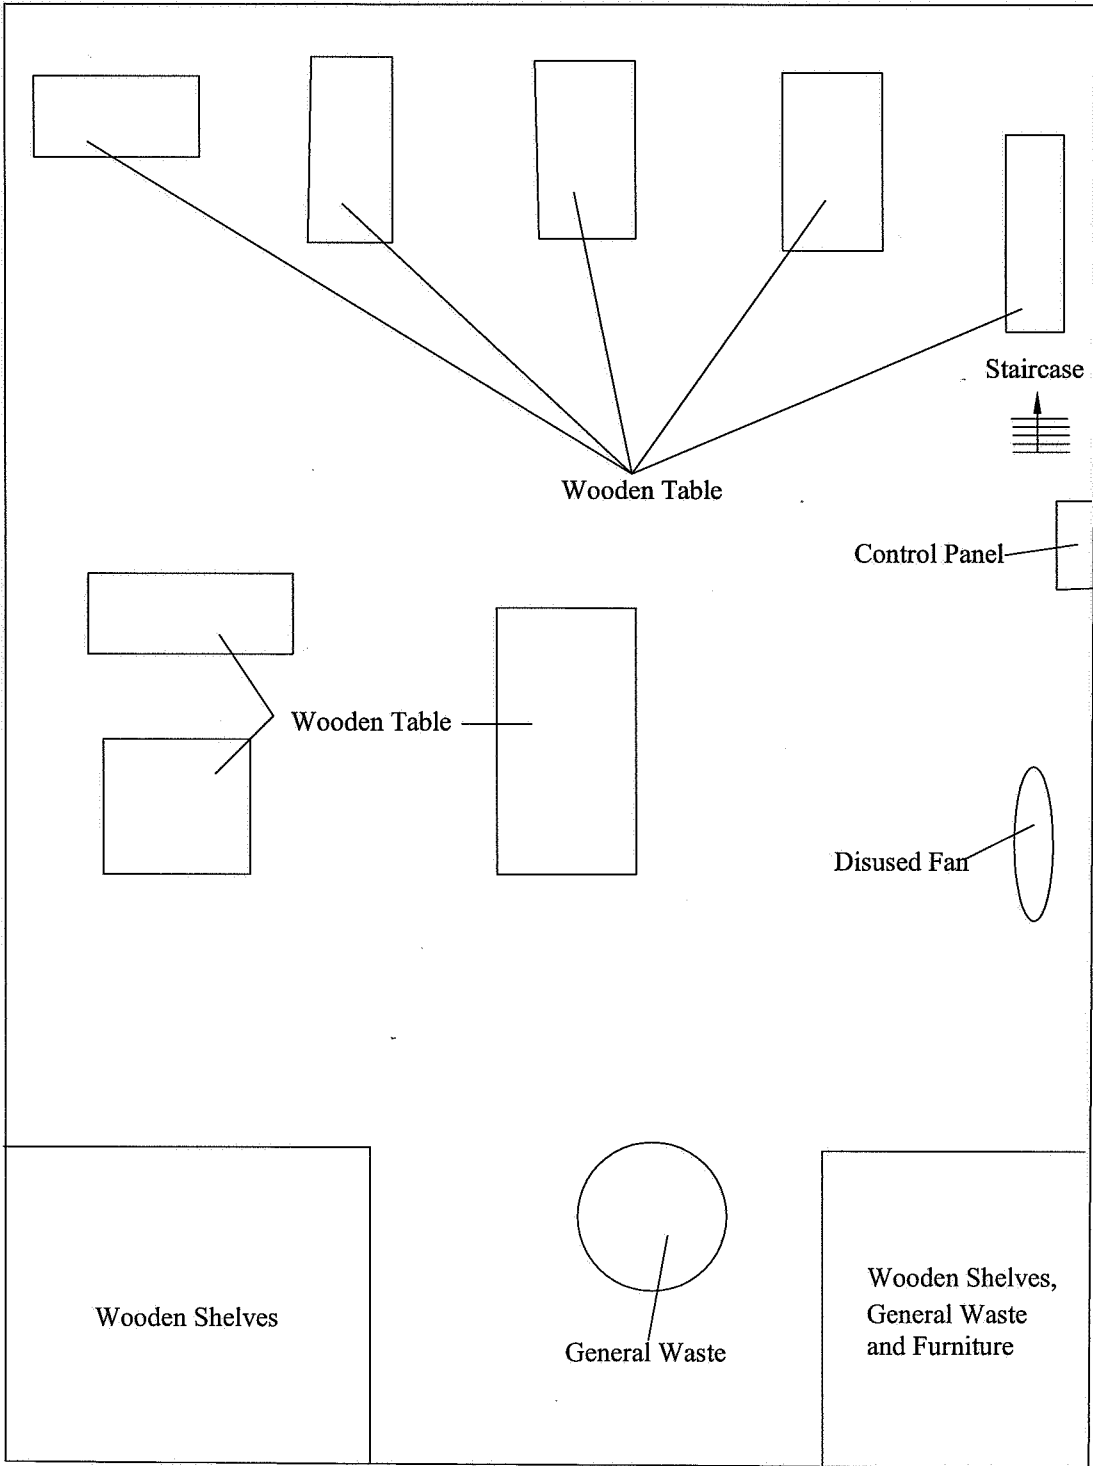 Staircase
Wooden Table
Control Panel
Wooden Table
Disused Fan
Wooden Shelves
General Waste
Wooden Shelves,
General Waste
and Furniture